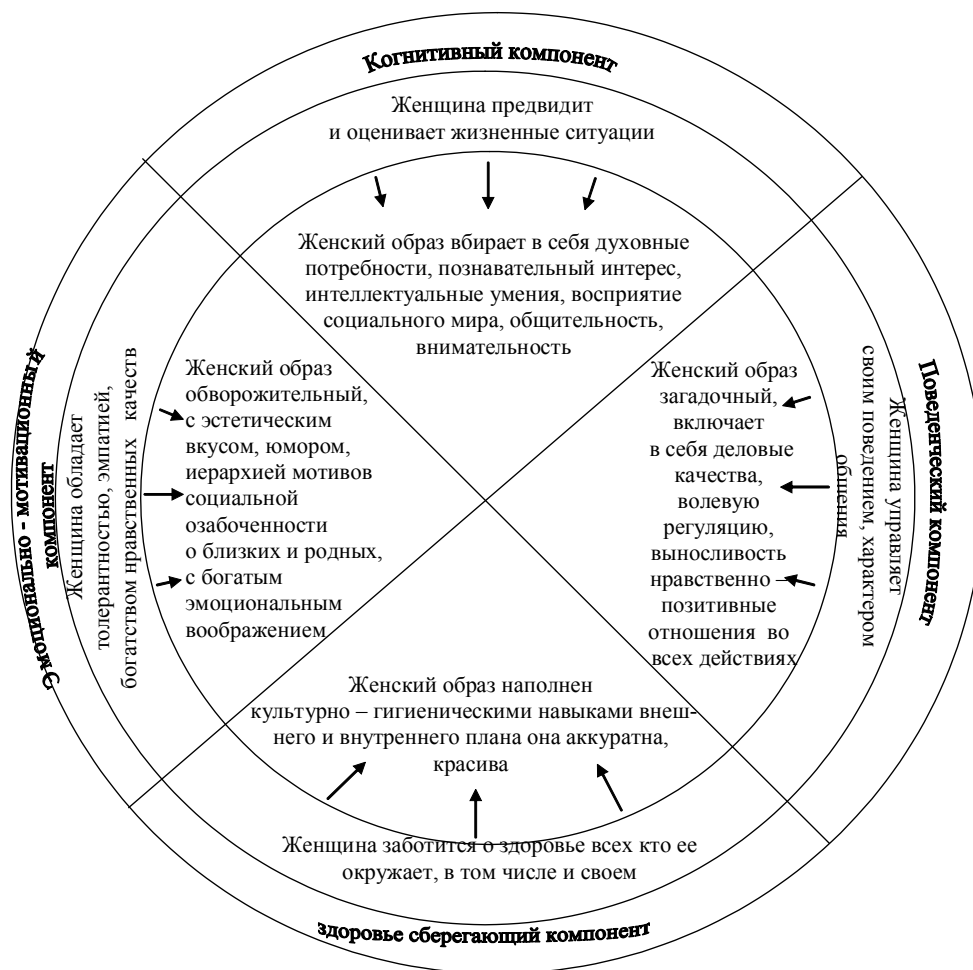 Когнитивный компонент
Женщина предвидит
и оценивает жизненные ситуации
Женский образ вбирает в себя духовные
потребности, познавательный интерес,
интеллектуальные умения, восприятие
социального мира, общительность,
внимательность
Эмоционально - мотивационный
компонент
Женщина обладает
толерантностью, эмпатией,
богатством нравственных качеств
Женский образ
обворожительный,
с эстетическим
вкусом, юмором,
иерархией мотивов
социальной
озабоченности
о близких и родных,
с богатым
эмоциональным
воображением
Женский образ
загадочный,
включает
в себя деловые
качества,
волевую
регуляцию,
выносливость
нравственно –
позитивные
отношения во
всех действиях
Женщина управляет
своим поведением, характером
общения
Поведенческий компонент
Женский образ наполнен
культурно – гигиеническими навыками внеш-
него и внутреннего плана она аккуратна,
красива
Женщина заботится о здоровье всех кто ее
окружает, в том числе и своем
здоровье сберегающий компонент